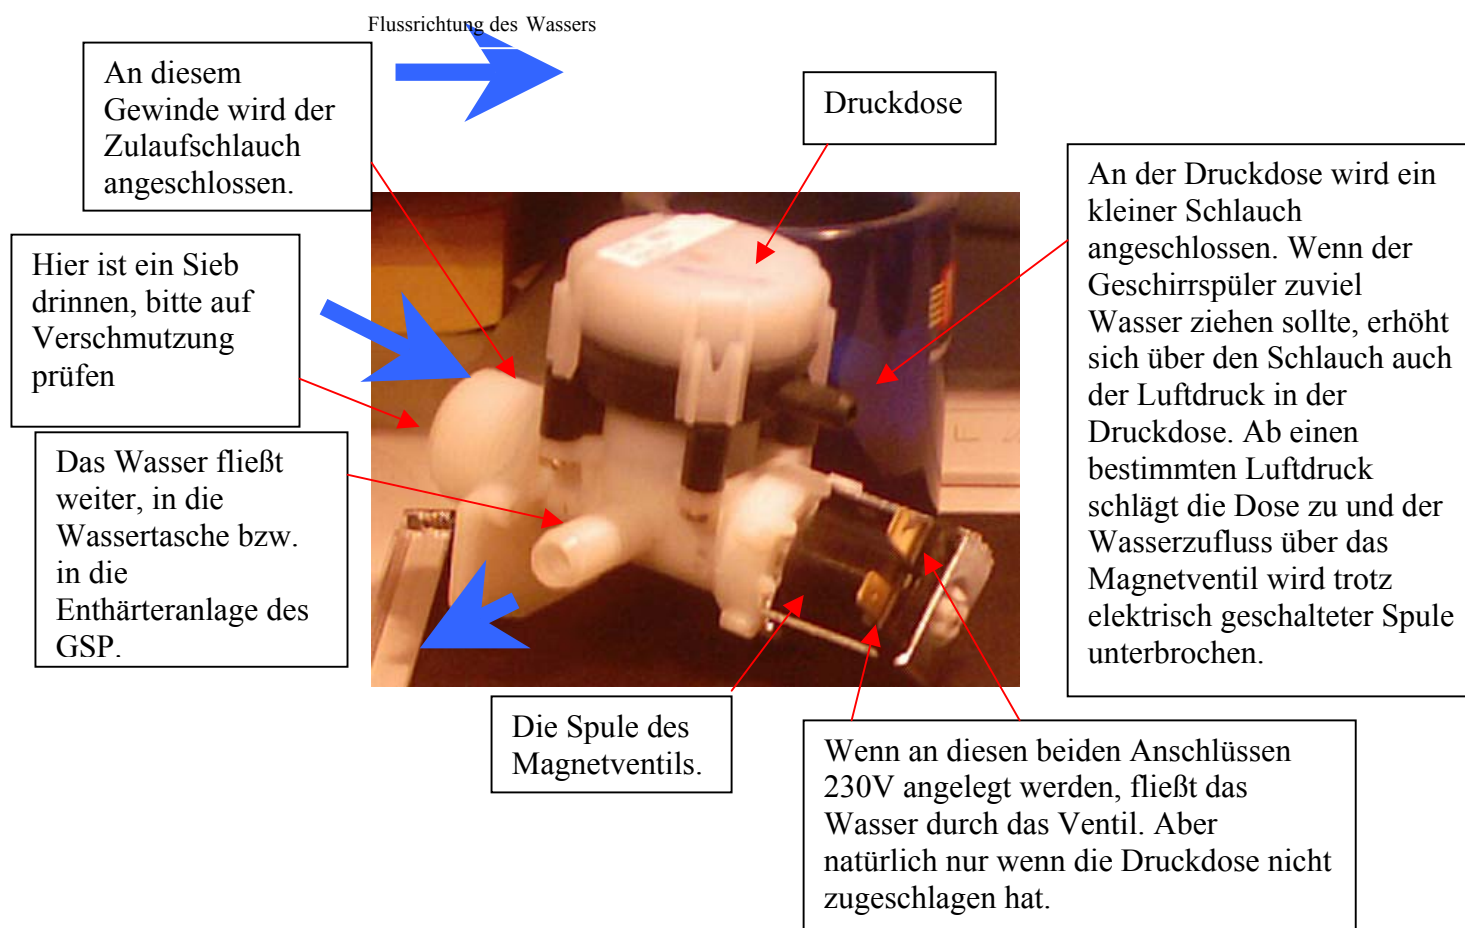 Flussrichtung des Wassers
An diesem
Gewinde wird der
Zulaufschlauch
angeschlossen.
Druckdose
An der Druckdose wird ein
kleiner Schlauch
angeschlossen. Wenn der
Geschirrspüler zuviel
Wasser ziehen sollte, erhöht
sich über den Schlauch auch
der Luftdruck in der
Druckdose. Ab einen
bestimmten Luftdruck
schlägt die Dose zu und der
Wasserzufluss über das
Magnetventil wird trotz
elektrisch geschalteter Spule
unterbrochen.
Hier ist ein Sieb
drinnen, bitte auf
Verschmutzung
prüfen
Das Wasser fließt
weiter, in die
Wassertasche bzw.
in die
Enthärteranlage des
GSP.
Die Spule des
Magnetventils.
Wenn an diesen beiden Anschlüssen
230V angelegt werden, fließt das
Wasser durch das Ventil. Aber
natürlich nur wenn die Druckdose nicht
zugeschlagen hat.